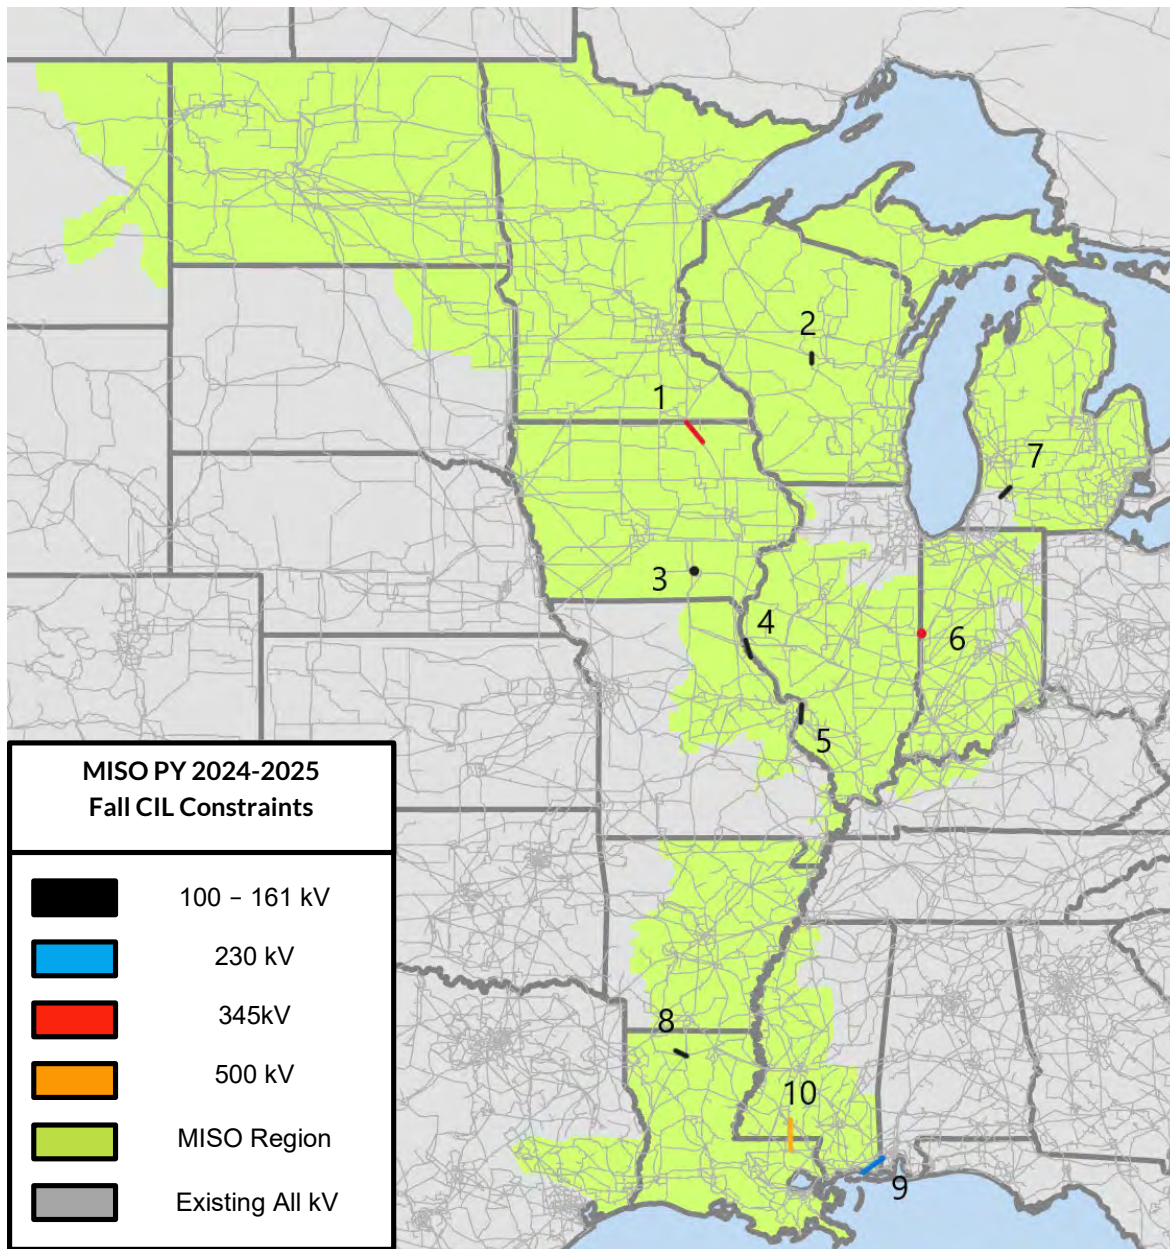 2
1
7
3
4
6
5
MISO PY 2024-2025
Fall CIL Constraints
100 – 161 kV
230 kV
345kV
500 kV
MISO Region
Existing All kV
8
10
9